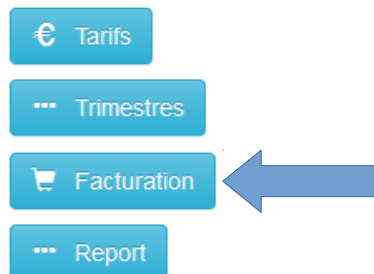 € Tarifs
··· Trimestres
Facturation
··· Report